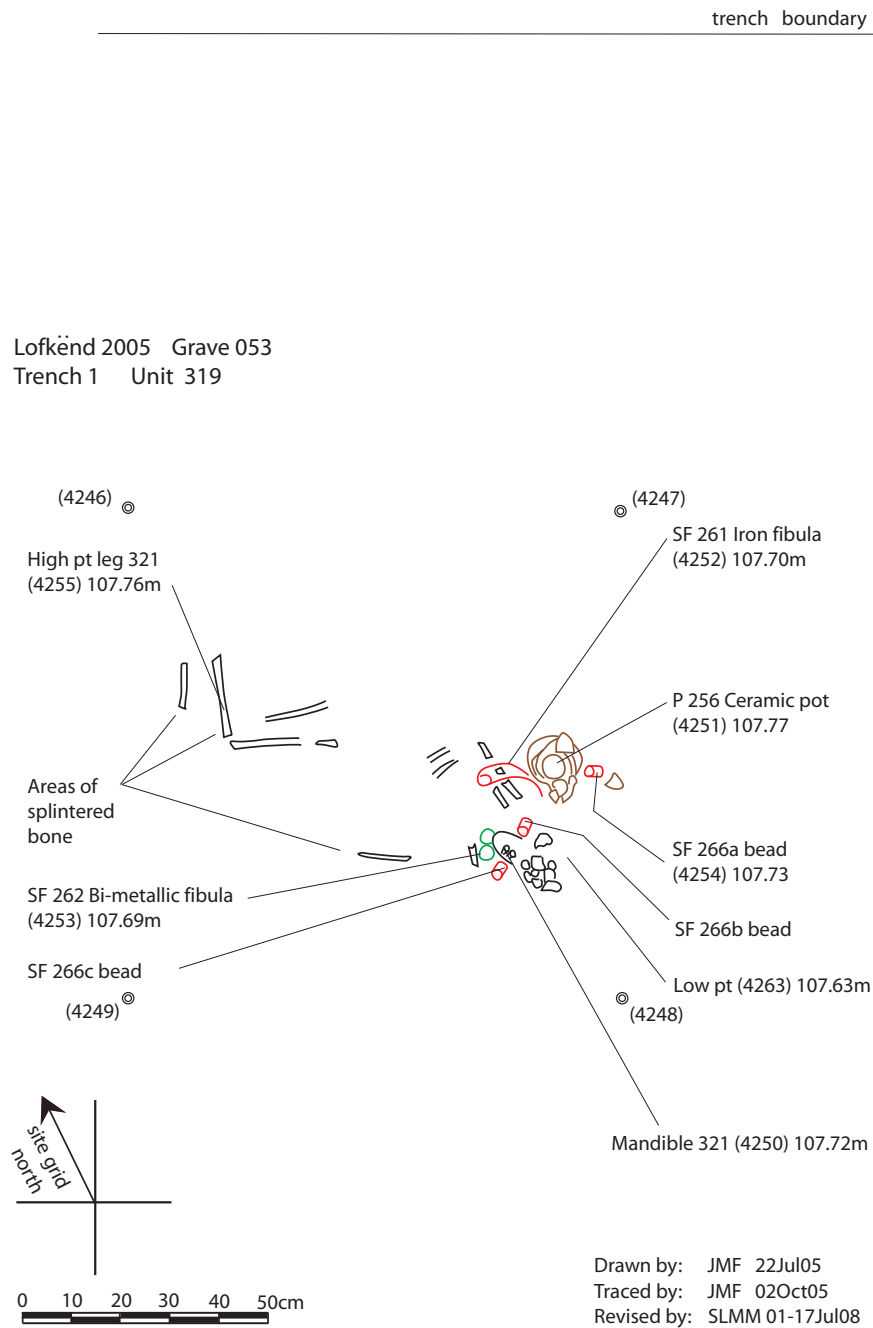 trench boundary
Lofkënd 2005 Grave 053
Trench 1 Unit 319
(4246)
(4247)
SF 261 Iron fibula
(4252) 107.70m
High pt leg 321
(4255) 107.76m
P 256 Ceramic pot
(4251) 107.77
Areas of
splintered
bone
SF 266a bead
(4254) 107.73
SF 262 Bi-metallic fibula
(4253) 107.69m
SF 266b bead
SF 266c bead
Low pt (4263) 107.63m
(4249)
(4248)
site grid
north
Mandible 321 (4250) 107.72m
0 10 20 30 40 50cm
Drawn by: JMF 22Jul05
Traced by: JMF 02Oct05
Revised by: SLMM 01-17Jul08